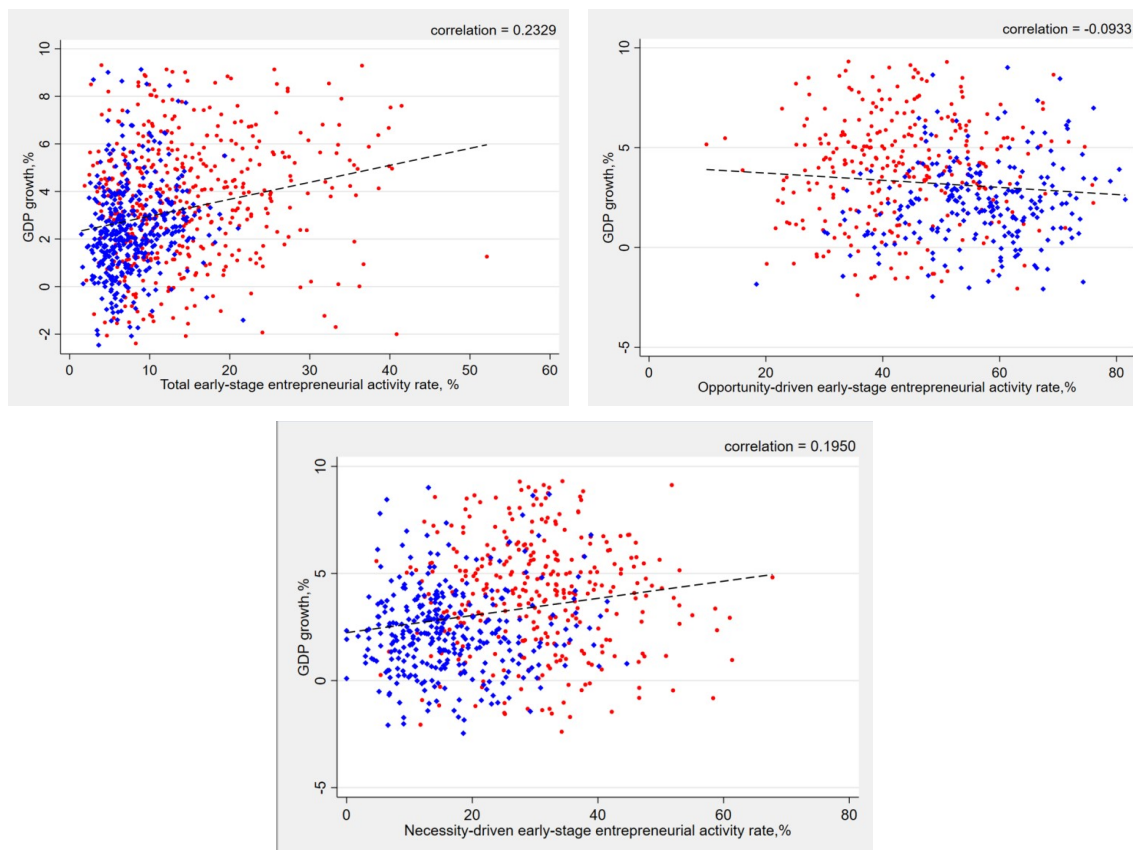 correlation = 0.2329
10
8
6
4
2
0
-2
GDP growth,%
0 10 20 30 40 50 60
Total early-stage entrepreneurial activity rate, %
correlation = -0.0933
10
5
0
-5
GDP growth,%
0 20 40 60 80
Opportunity-driven early-stage entrepreneurial activity rate,%
correlation = 0.1950
10
5
0
-5
GDP growth,%
0 20 40 60 80
Necessity-driven early-stage entrepreneurial activity rate,%